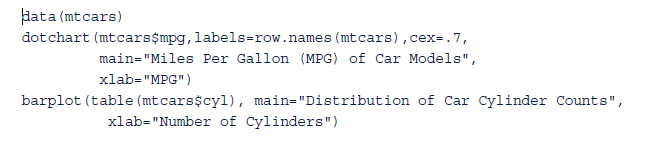 data(mtcars)
dotchart(mtcars$mpg,labels=row.names(mtcars),cex=.7,
main="Miles Per Gallon (MPG) of Car Models",
xlab="MPG")
barplot(table(mtcars$cyl), main="Distribution of Car Cylinder Counts",
xlab="Number of Cylinders")